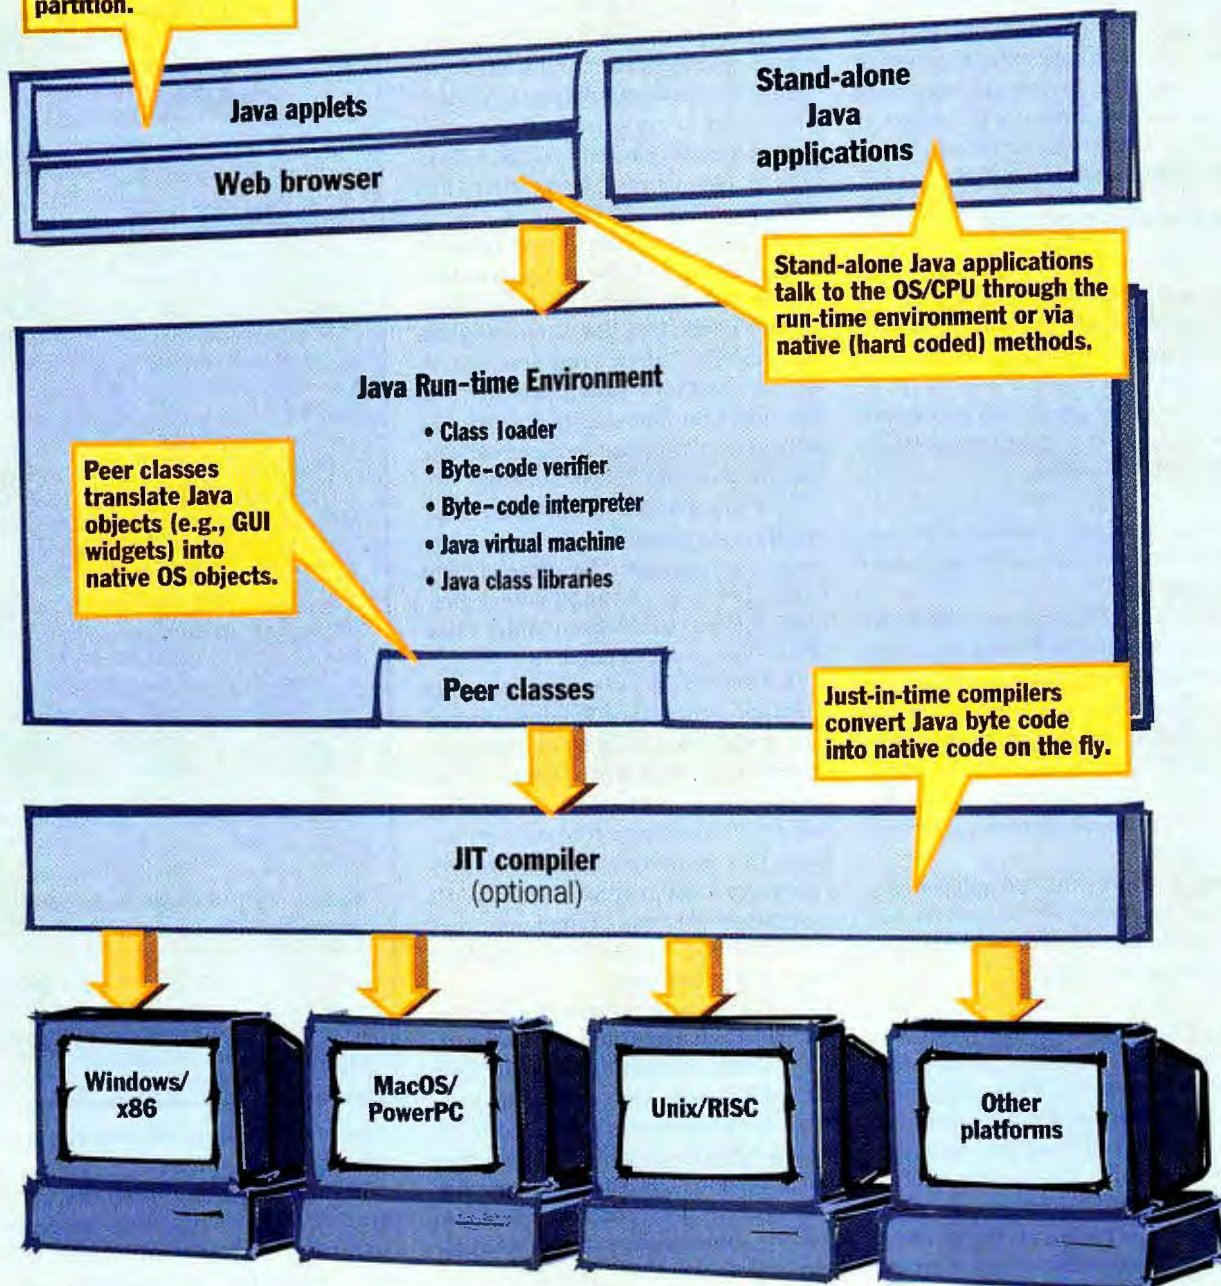 partition.
Java applets
Web browser
Stand-alone
Java
applications
Stand-alone Java applications
talk to the OS/CPU through the
run-time environment or via
native (hard coded) methods.
Java Run-time Environment
• Class loader
• Byte-code verifier
• Byte-code interpreter
• Java virtual machine
• Java class libraries
Peer classes
translate Java
objects (e.g., GUI
widgets) into
native OS objects.
Peer classes
Just-in-time compilers
convert Java byte code
into native code on the fly.
JIT compiler
(optional)
Windows/
x86
MacOS/
PowerPC
Unix/RISC
Other
platforms